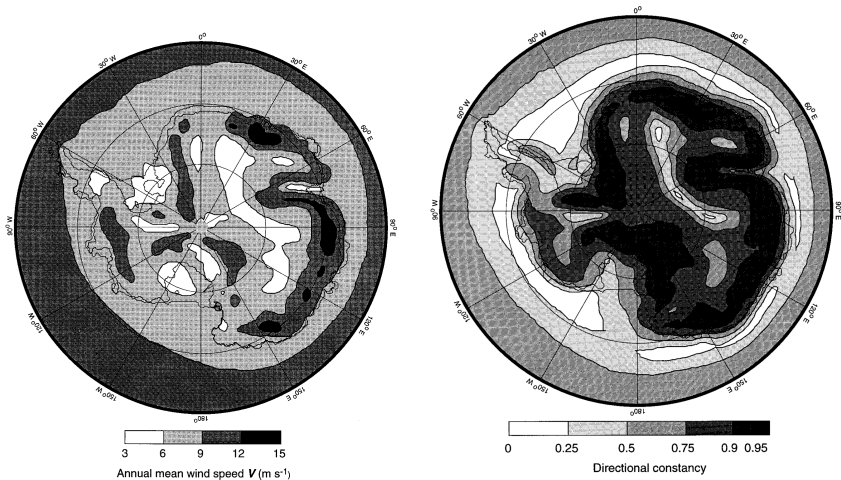 0°
30° E
60° E
90° E
120° E
150° E
180°
150° W
120° W
90° W
60° W
30° W
3 6 9 12 15
Annual mean wind speed V (m s⁻¹)
0°
30° E
60° E
90° E
120° E
150° E
180°
150° W
120° W
90° W
60° W
30° W
0 0.25 0.5 0.75 0.9 0.95
Directional constancy